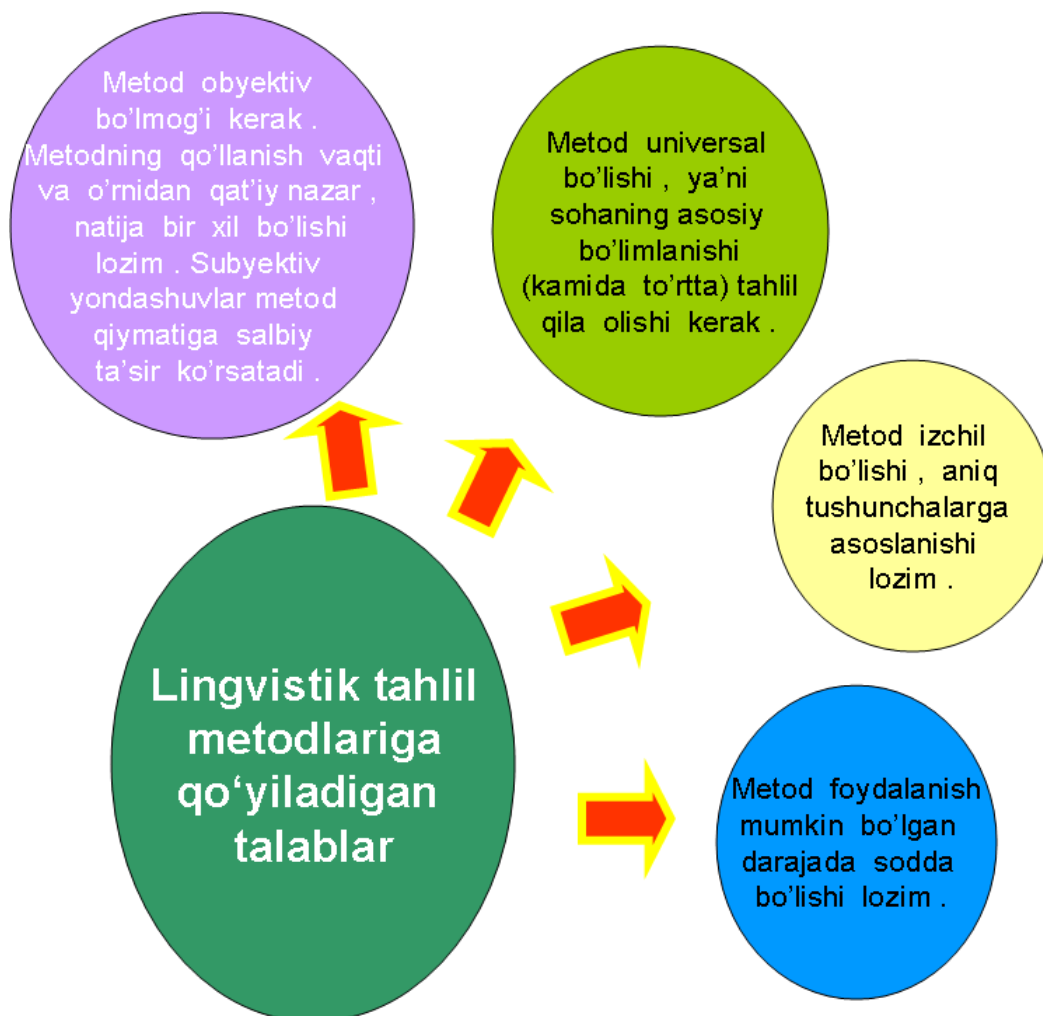 Metod obyektiv
bo'lmog'i kerak .
Metodning qo'llanish vaqti
va o'rnidan qat'iy nazar ,
natija bir xil bo'lishi
lozim . Subyektiv
yondashuvlar metod
qiymatiga salbiy
ta'sir ko'rsatadi .
Metod universal
bo'lishi , ya'ni
sohaning asosiy
bo'limlanishi
(kamida to'rtta) tahlil
qila olishi kerak .
Metod izchil
bo'lishi , aniq
tushunchalarga
asoslanishi
lozim .
Lingvistik tahlil
metodlariga
qo‘yiladigan
talablar
Metod foydalanish
mumkin bo'lgan
darajada sodda
bo'lishi lozim .